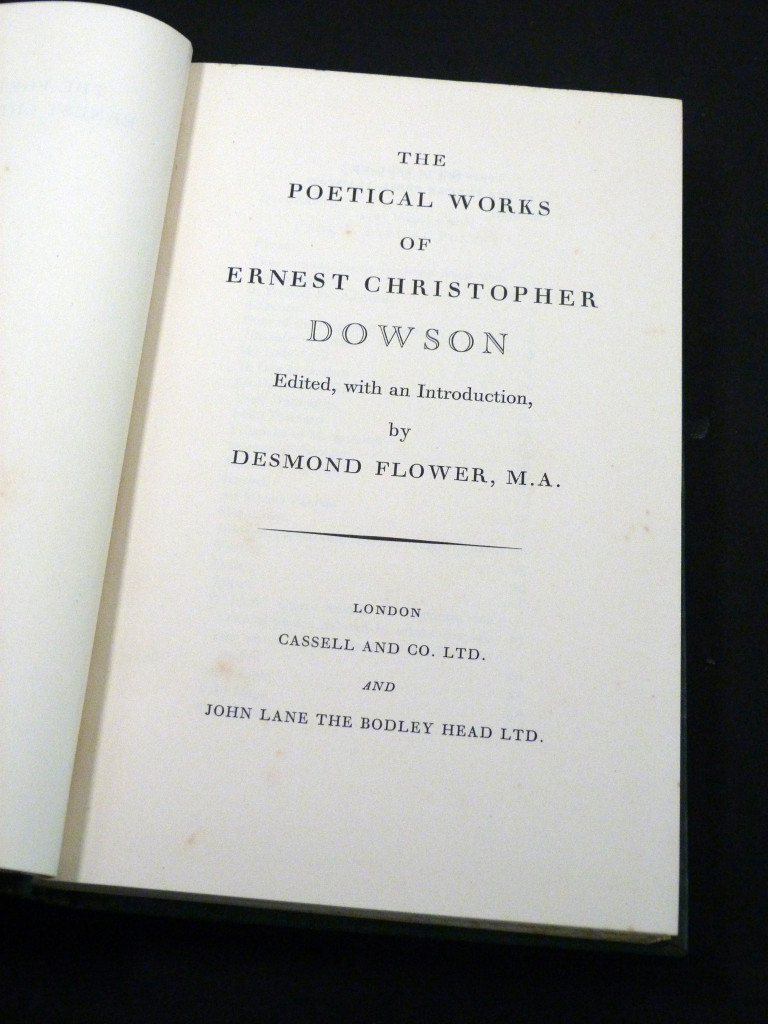 THE
POETICAL WORKS
OF
ERNEST CHRISTOPHER
DOWSON
Edited, with an Introduction,
by
DESMOND FLOWER, M.A.
LONDON
CASSELL AND CO. LTD.
AND
JOHN LANE THE BODLEY HEAD LTD.